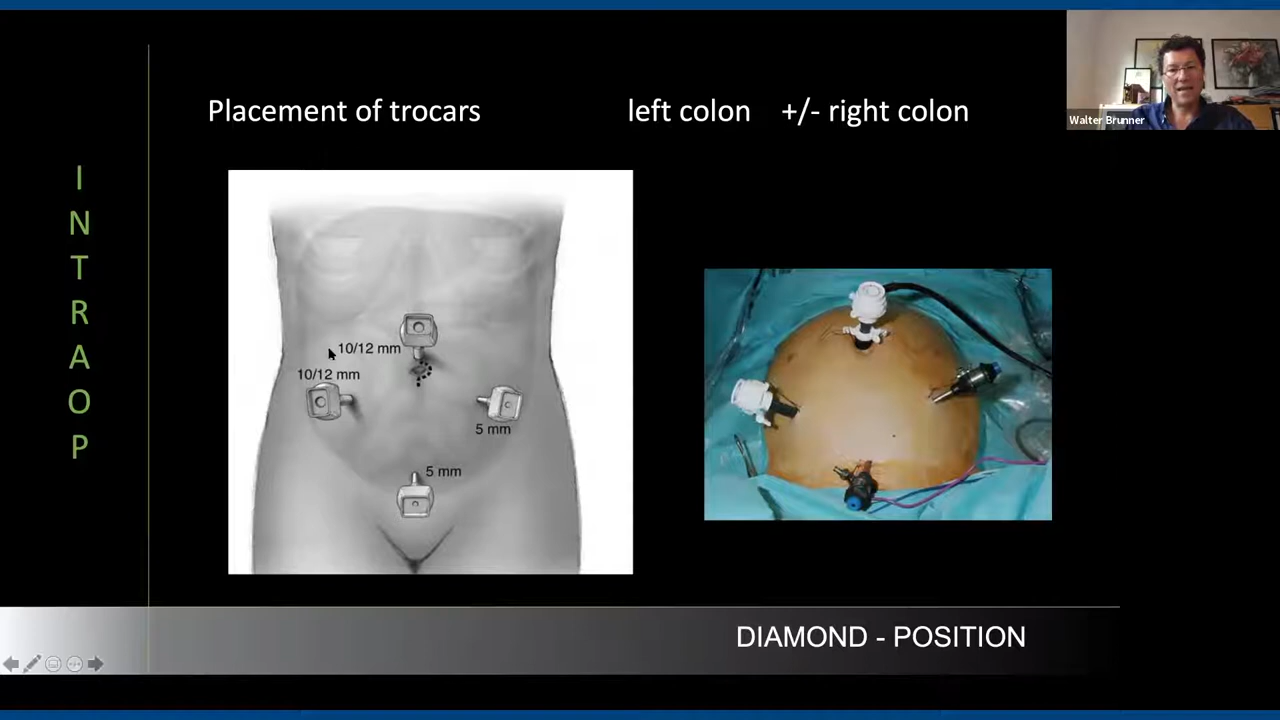 Placement of trocars left colon +/- right colon
Walter Brunner
I
N
T
R
A
O
P
10/12 mm
10/12 mm
5 mm
5 mm
DIAMOND - POSITION